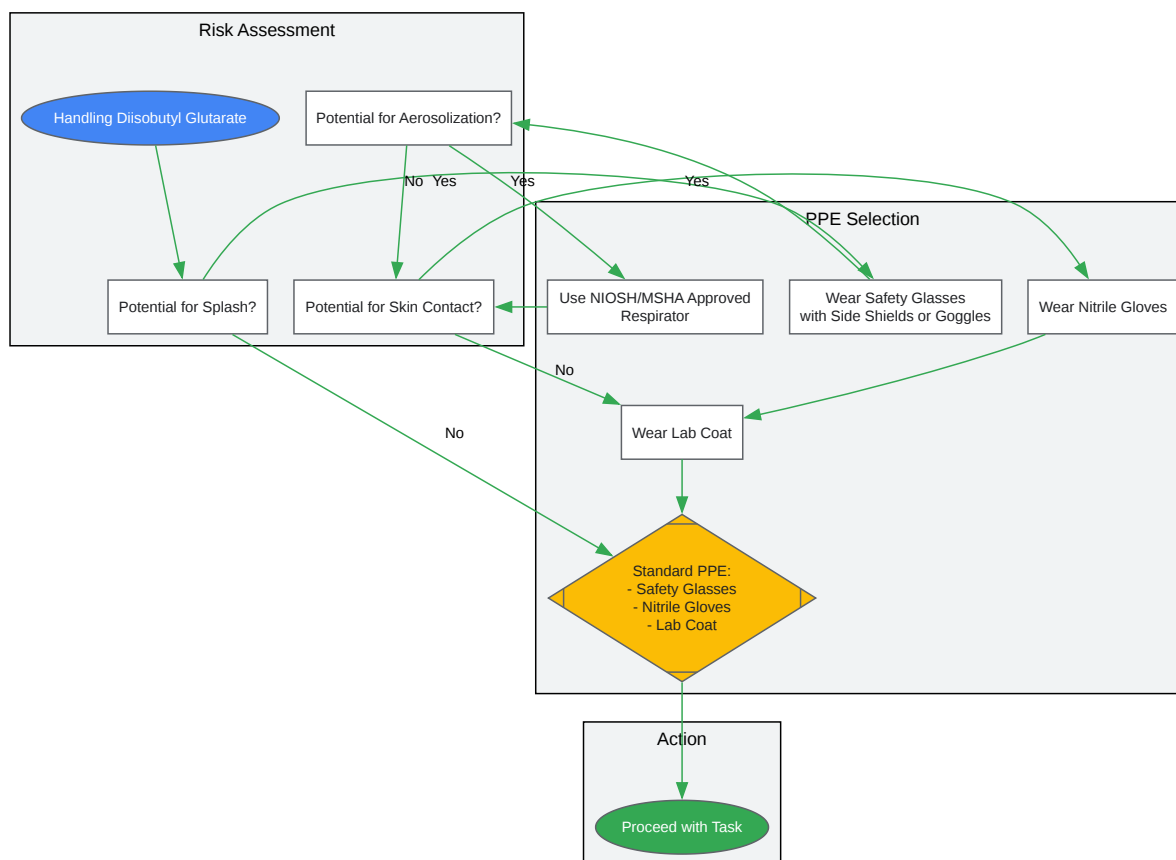 Risk Assessment
Handling Diisobutyl Glutarate
Potential for Aerosolization?
No
Yes
Yes
Yes
PPE Selection
Potential for Splash?
Potential for Skin Contact?
Use NIOSH/MSHA Approved
Respirator
Wear Safety Glasses
with Side Shields or Goggles
Wear Nitrile Gloves
No
Wear Lab Coat
No
Standard PPE:
- Safety Glasses
- Nitrile Gloves
- Lab Coat
Action
Proceed with Task